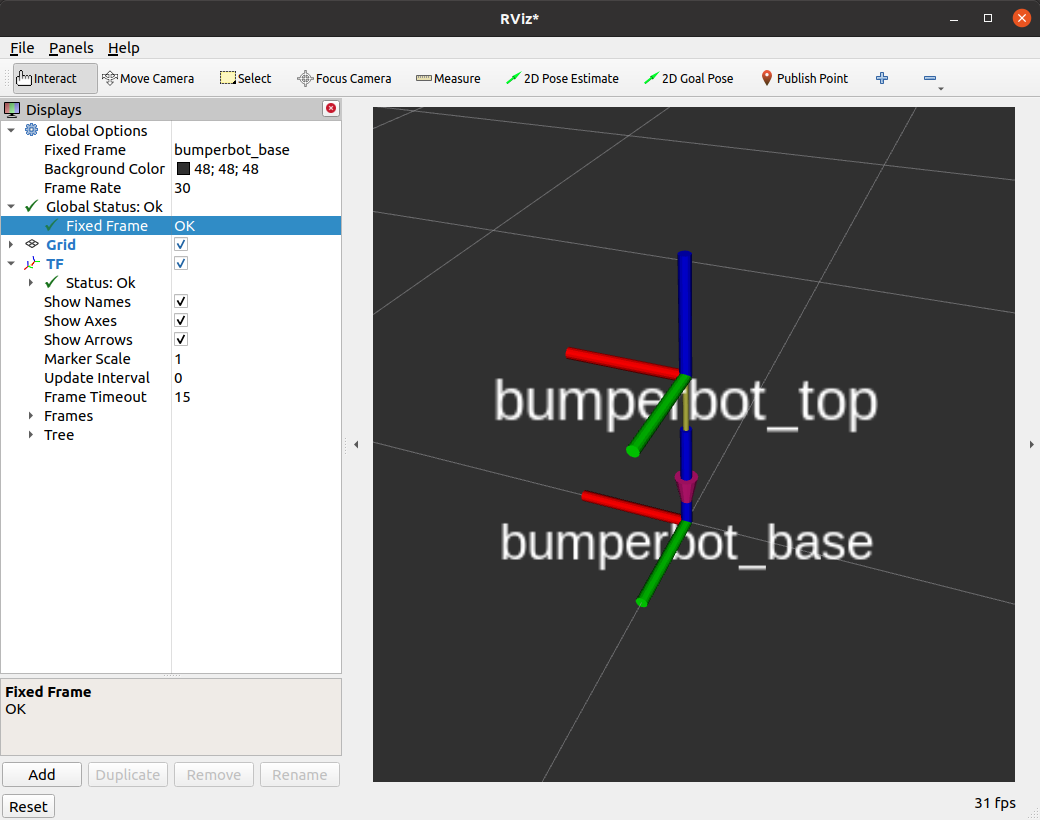 RViz*
File Panels Help
Interact Move Camera Select Focus Camera Measure 2D Pose Estimate 2D Goal Pose Publish Point
Displays
Global Options
Fixed Frame bumperbot_base
Background Color 48; 48; 48
Frame Rate 30
Global Status: Ok
Fixed Frame OK
Grid
TF
Status: Ok
Show Names
Show Axes
Show Arrows
Marker Scale 1
Update Interval 0
Frame Timeout 15
Frames
Tree
bumperbot_top
bumperbot_base
Fixed Frame
OK
Add Duplicate Remove Rename
Reset
31 fps